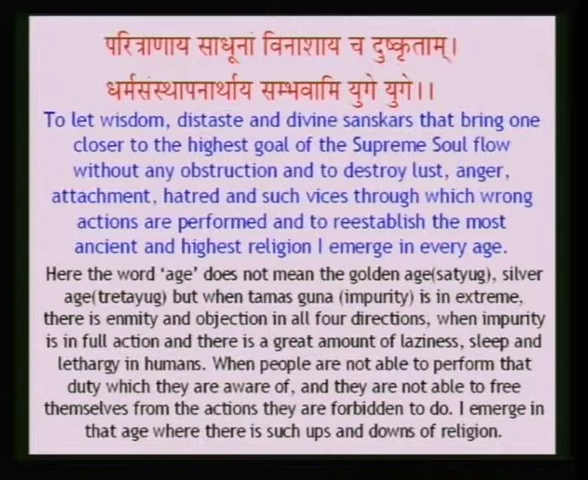 परित्राणाय साधूनां विनाशाय च दुष्कृताम्।
धर्मसंस्थापनार्थाय सम्भवामि युगे युगे।।
To let wisdom, distaste and divine sanskars that bring one
closer to the highest goal of the Supreme Soul flow
without any obstruction and to destroy lust, anger,
attachment, hatred and such vices through which wrong
actions are performed and to reestablish the most
ancient and highest religion I emerge in every age.
Here the word ‘age’ does not mean the golden age(satyug), silver
age(tretayug) but when tamas guna (impurity) is in extreme,
there is enmity and objection in all four directions, when impurity
is in full action and there is a great amount of laziness, sleep and
lethargy in humans. When people are not able to perform that
duty which they are aware of, and they are not able to free
themselves from the actions they are forbidden to do. I emerge in
that age where there is such ups and downs of religion.